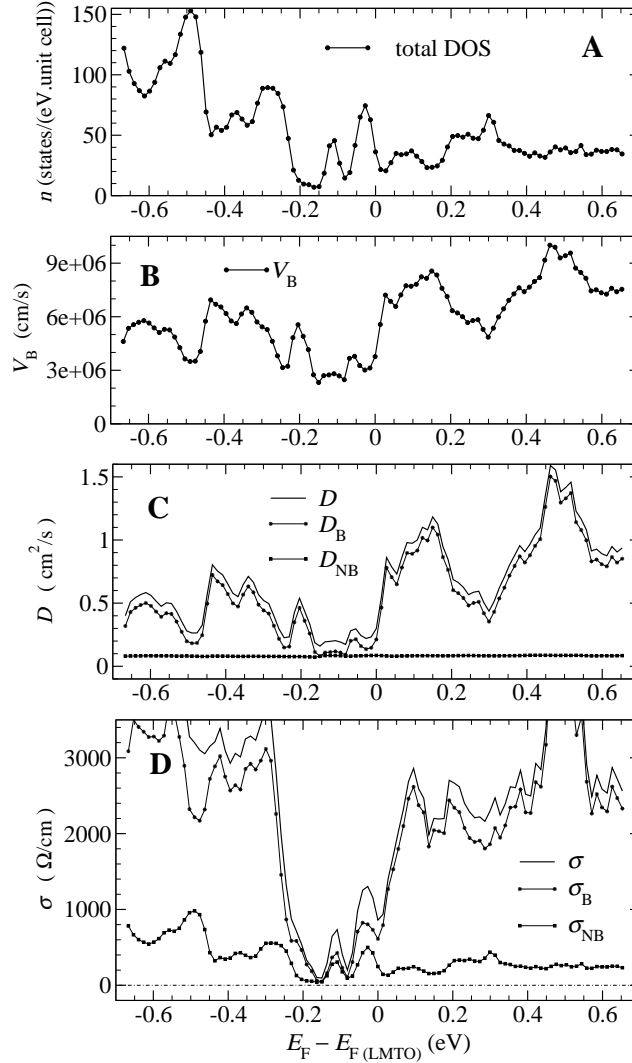 150
100
50
0
n (states/(eV.unit cell))
total DOS
A
-0.6 -0.4 -0.2 0 0.2 0.4 0.6
9e+06
6e+06
3e+06
0
V_B (cm/s)
B
V_B
-0.6 -0.4 -0.2 0 0.2 0.4 0.6
1.5
1
0.5
0
D (cm²/s)
C
D
D_B
D_NB
-0.6 -0.4 -0.2 0 0.2 0.4 0.6
3000
2000
1000
0
σ (Ω/cm)
D
σ
σ_B
σ_NB
-0.6 -0.4 -0.2 0 0.2 0.4 0.6
E_F − E_F (LMTO) (eV)